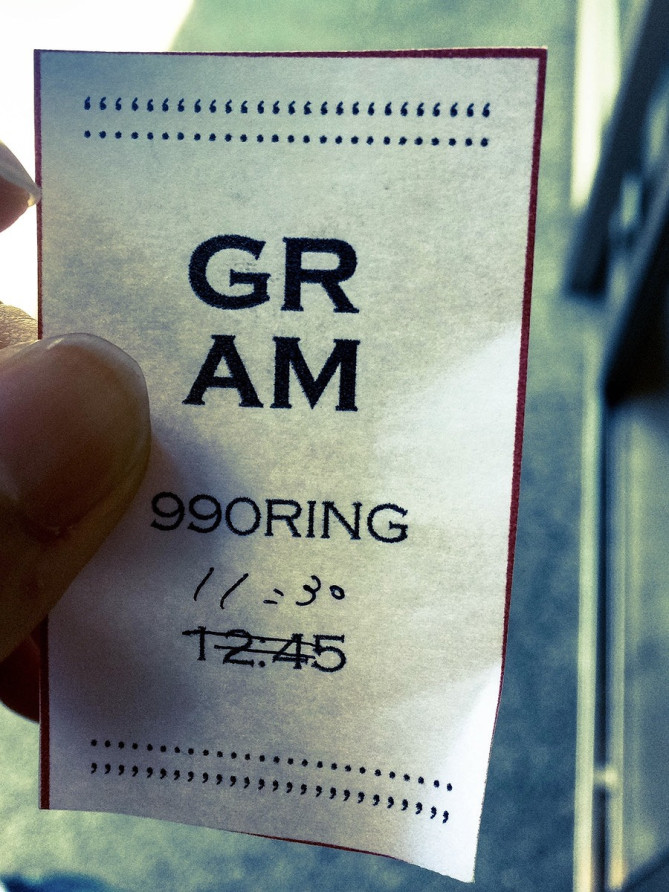 ‘‘‘‘‘‘‘‘‘‘‘‘‘‘‘‘‘‘‘‘‘‘‘‘‘‘
..........................
GR
AM
990RING
11:30
12:45
........................
,,,,,,,,,,,,,,,,,,,,,,,,